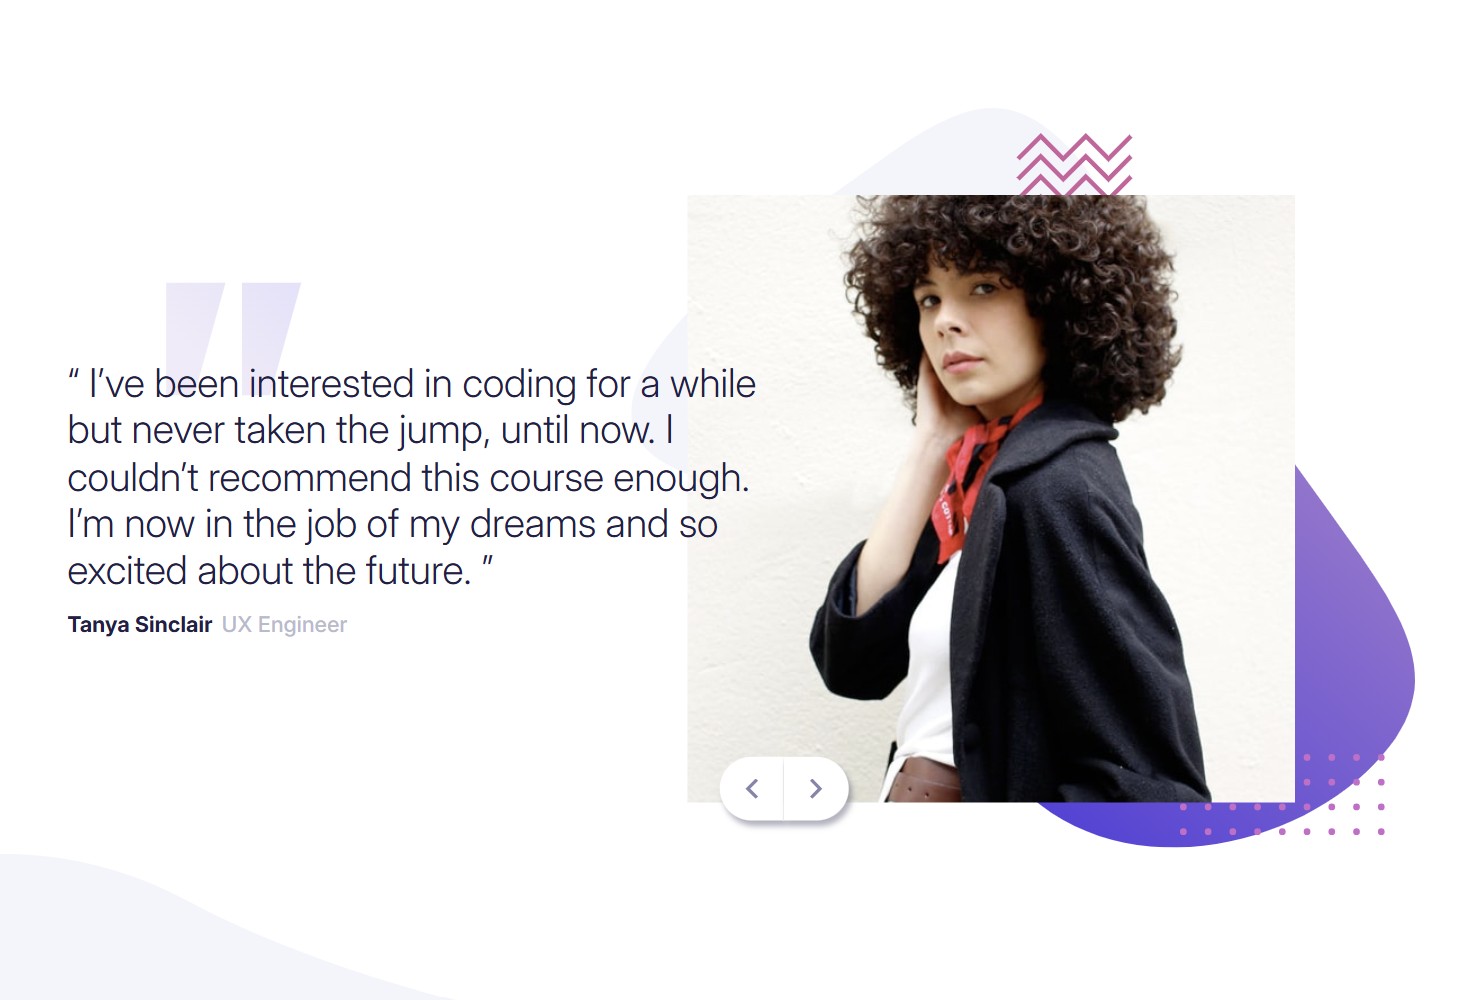 “ I’ve been interested in coding for a while
but never taken the jump, until now. I
couldn’t recommend this course enough.
I’m now in the job of my dreams and so
excited about the future. ”
Tanya Sinclair UX Engineer